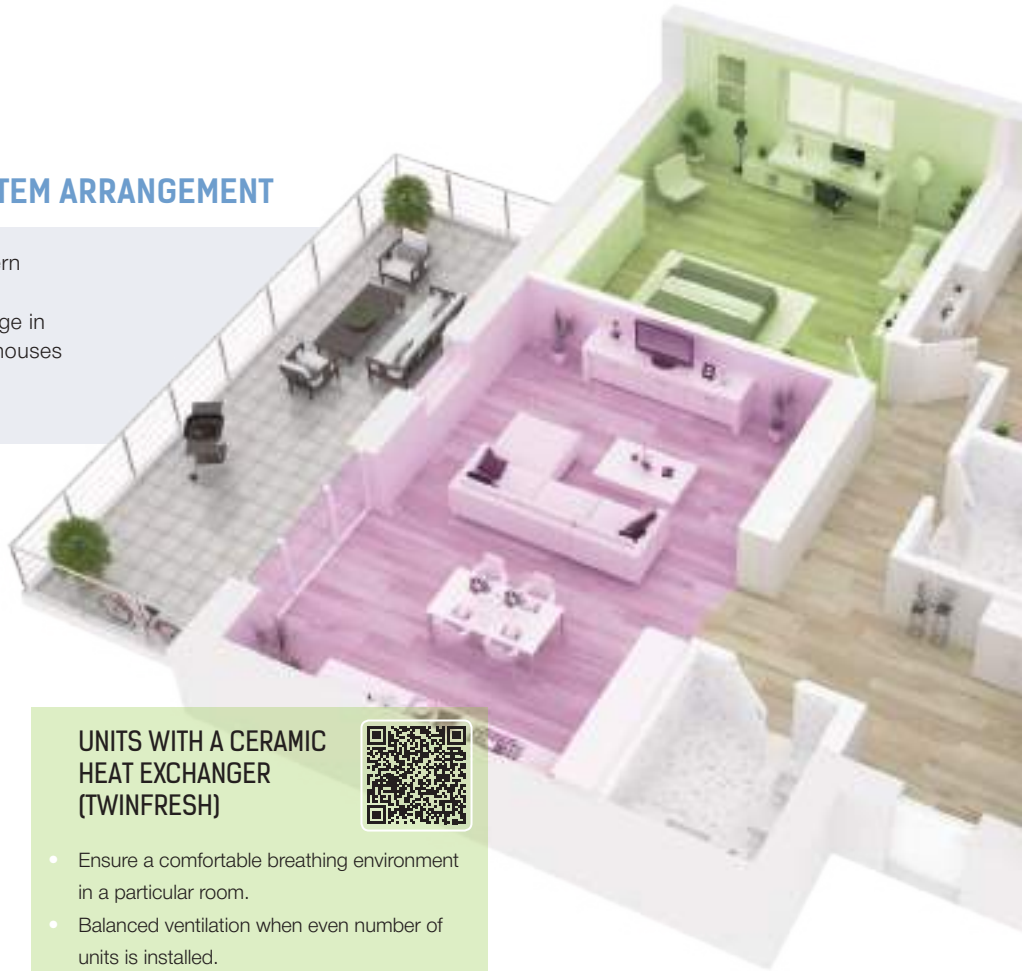 TEM ARRANGEMENT
ern
ge in
houses
UNITS WITH A CERAMIC
HEAT EXCHANGER
(TWINFRESH)
• Ensure a comfortable breathing environment
in a particular room.
• Balanced ventilation when even number of
units is installed.